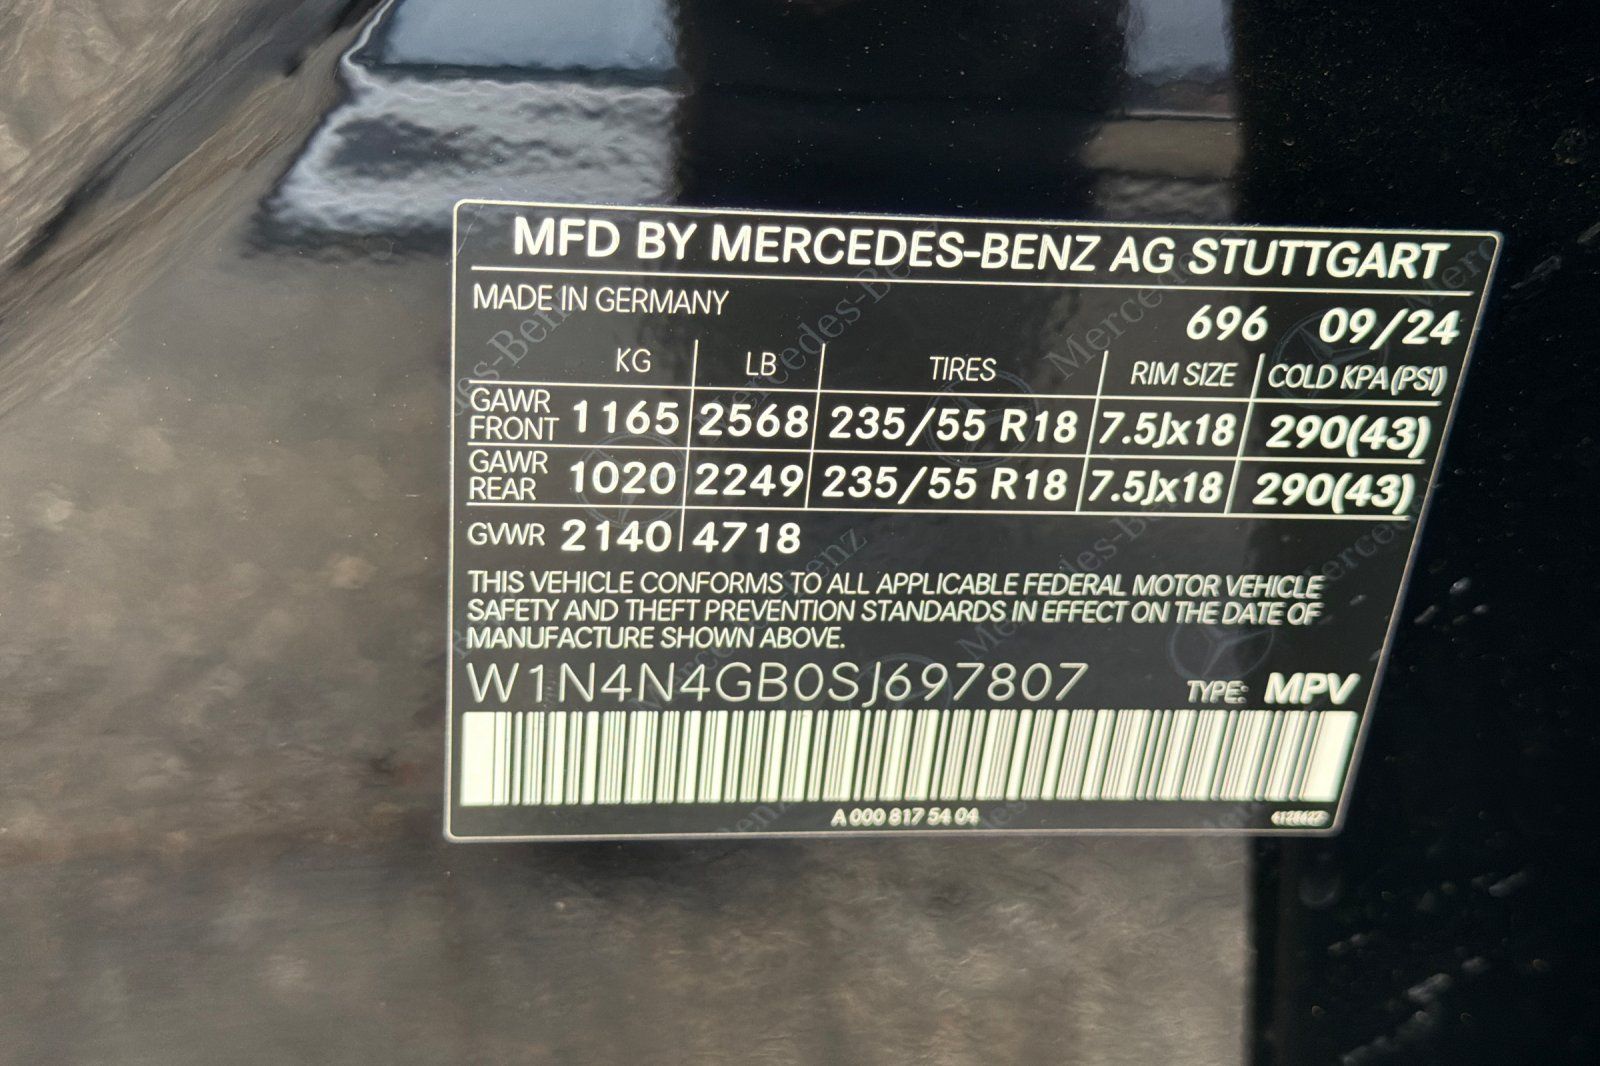 MFD BY MERCEDES-BENZ AG STUTTGART
MADE IN GERMANY
696 09/24
KG LB TIRES RIM SIZE COLD KPA(PSI)
GAWR FRONT 1165 2568 235/55 R18 7.5Jx18 290(43)
GAWR REAR 1020 2249 235/55 R18 7.5Jx18 290(43)
GVWR 2140 4718
THIS VEHICLE CONFORMS TO ALL APPLICABLE FEDERAL MOTOR VEHICLE
SAFETY AND THEFT PREVENTION STANDARDS IN EFFECT ON THE DATE OF
MANUFACTURE SHOWN ABOVE.
W1N4N4GB0SJ697807 TYPE: MPV
A 000 817 54 04